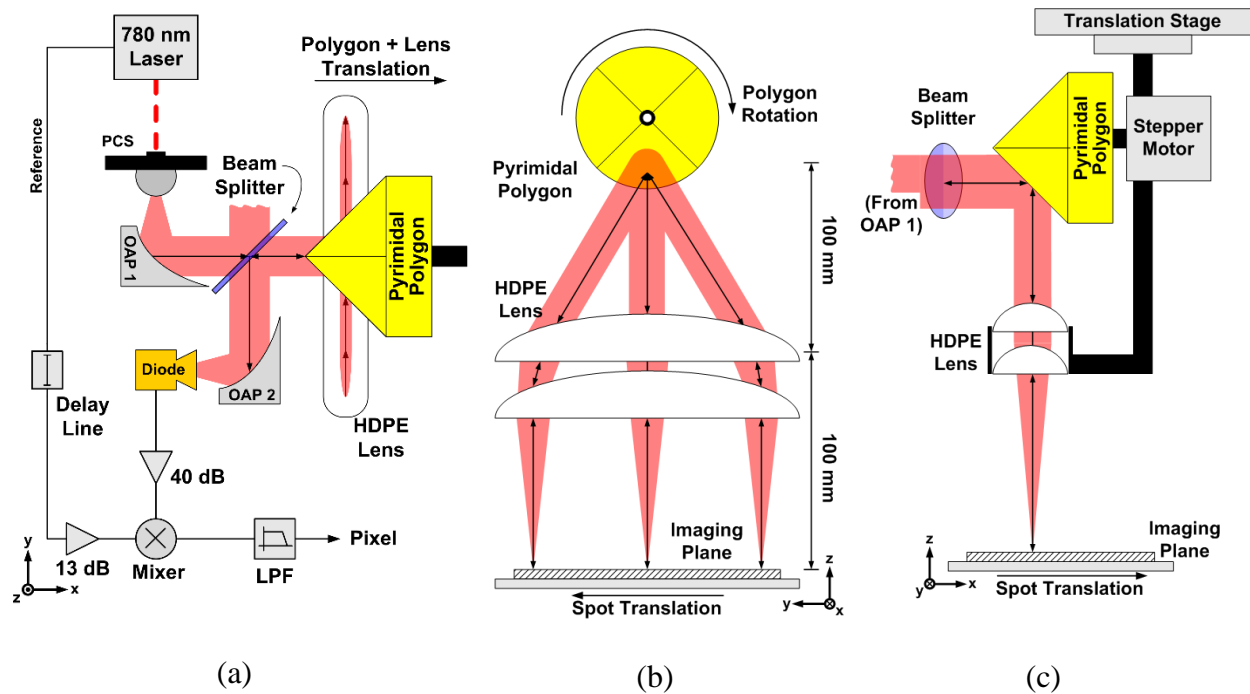 780 nm
Laser
Polygon + Lens
Translation
Reference
PCS
Beam
Splitter
OAP 1
Pyrimidal
Polygon
Diode
OAP 2
HDPE
Lens
Delay
Line
40 dB
13 dB
Mixer
LPF
Pixel
y
z
x
(a)
Polygon
Rotation
Pyrimidal
Polygon
100 mm
HDPE
Lens
100 mm
Imaging
Plane
Spot Translation
z
y
x
(b)
Translation Stage
Beam
Splitter
Pyrimidal
Polygon
Stepper
Motor
(From
OAP 1)
HDPE
Lens
Imaging
Plane
z
y
x
Spot Translation
(c)